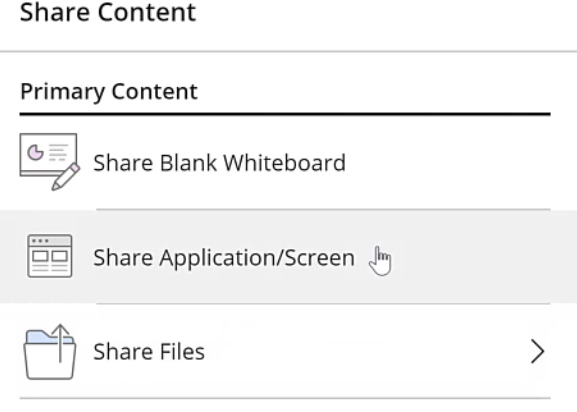 Share Content
Primary Content
Share Blank Whiteboard
Share Application/Screen
Share Files